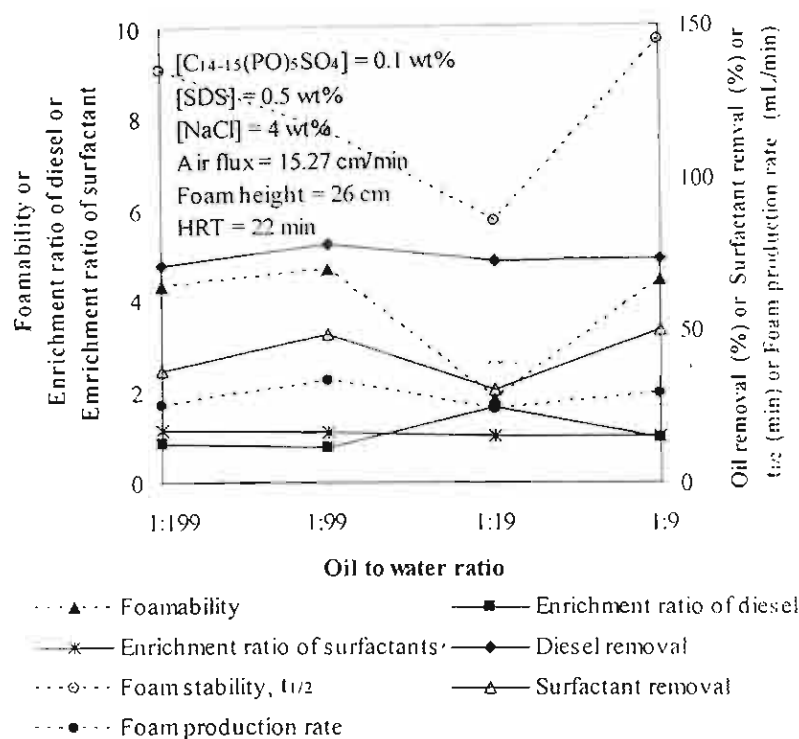 10
8
6
4
2
0
150
100
50
0
Foamability or
Enrichment ratio of diesel or
Emrichment ratio of surfactant
[C14-15(PO)5SO4] = 0.1 wt%
[SDS] = 0.5 wt%
[NaCl] = 4 wt%
Air flux = 15.27 cm/min
Foam height = 26 cm
HRT = 22 min
Oil removal (%) or Surfactant remval (%) or
t1/2 (min) or Foam production rate (mL/min)
1:199 1:99 1:19 1:9
Oil to water ratio
Foamability
Enrichment ratio of diesel
Enrichment ratio of surfactants
Diesel removal
Foam stability, t1/2
Surfactant removal
Foam production rate